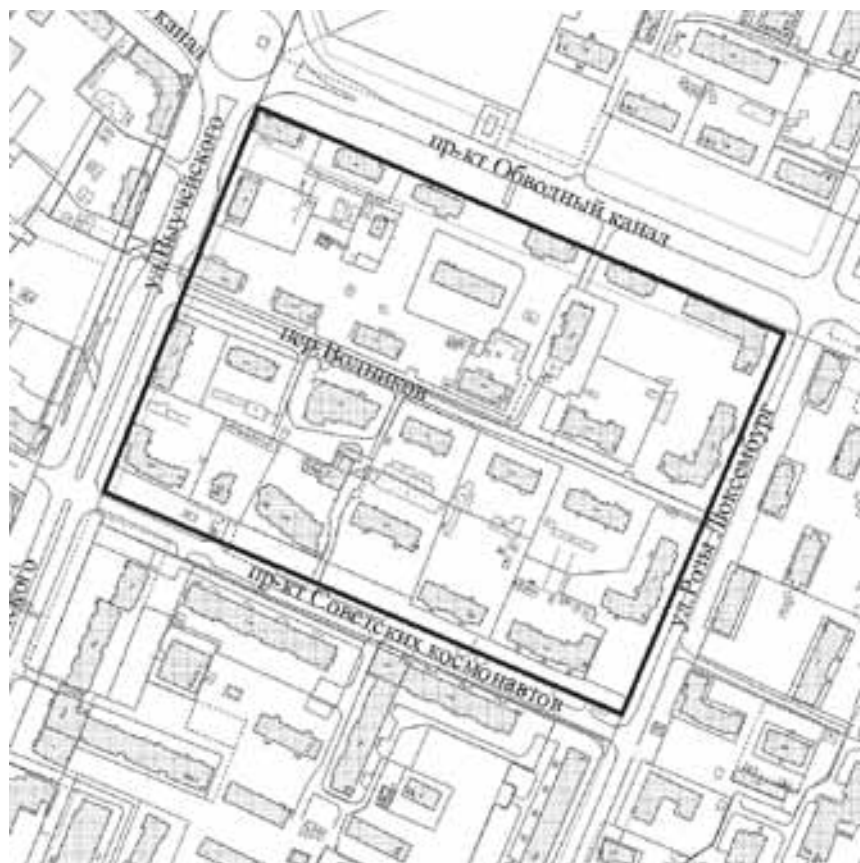 канал
ул.Выучейского
пр-кт Обводный канал
пер.Водников
ул. Розы Люксембург
пр-кт Советских космонавтов